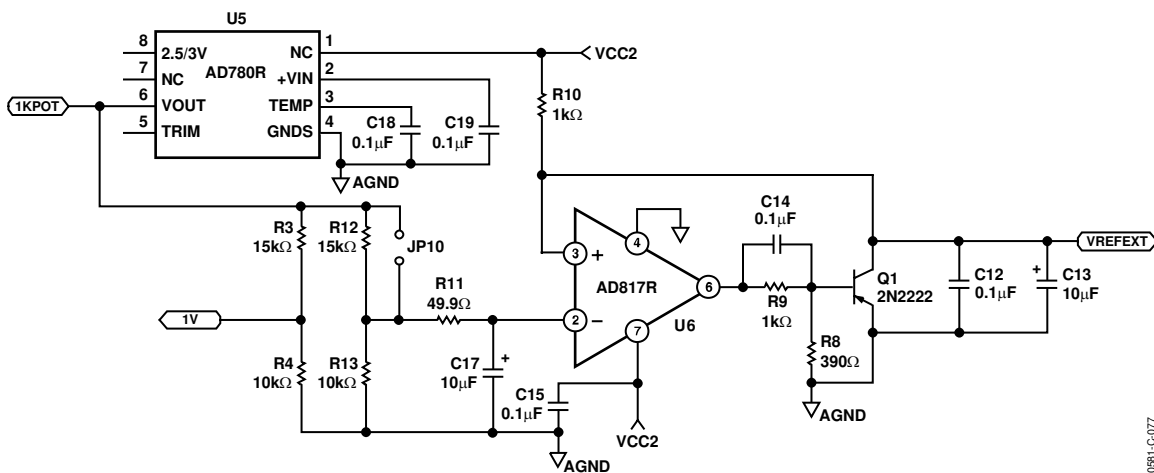 U5
8 2.5/3V NC 1
7 NC AD780R +VIN 2
6 VOUT TEMP 3
5 TRIM GNDS 4
1KPOT
VCC2
R10
1kΩ
C18
0.1μF
C19
0.1μF
AGND
R3
15kΩ
R12
15kΩ
JP10
R11
49.9Ω
1V
R4
10kΩ
R13
10kΩ
C17
10μF
+
C15
0.1μF
AGND
3 +
2 −
4
7
6
AD817R
U6
VCC2
C14
0.1μF
R9
1kΩ
R8
390Ω
AGND
Q1
2N2222
C12
0.1μF
+
C13
10μF
VREFEXT
0581-C-077